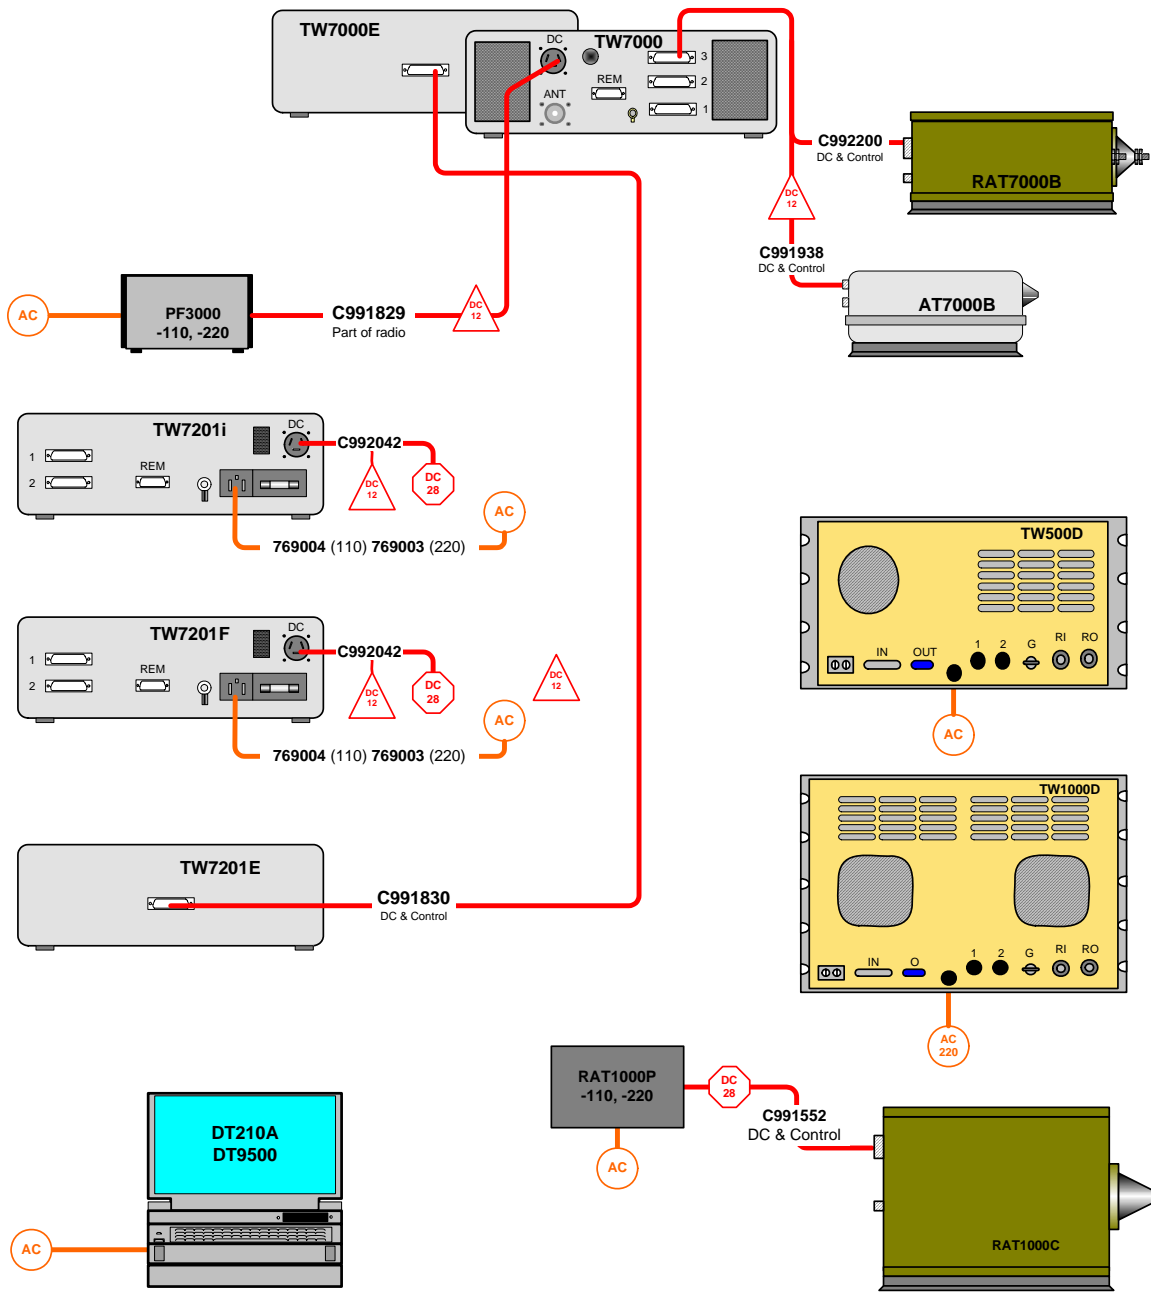 TW7000E
TW7000
DC
ANT
REM
3
2
1
C992200
DC & Control
RAT7000B
DC
12
C991938
DC & Control
AT7000B
AC
PF3000
-110, -220
C991829
Part of radio
DC
12
TW7201i
DC
1
2
REM
C992042
DC
12
DC
28
AC
769004 (110) 769003 (220)
TW500D
IN
OUT
1
2
G
RI
RO
AC
TW7201F
DC
1
2
REM
C992042
DC
12
DC
28
DC
12
AC
769004 (110) 769003 (220)
TW1000D
IN
O
1
2
G
RI
RO
AC
220
TW7201E
C991830
DC & Control
RAT1000P
-110, -220
DC
28
AC
C991552
DC & Control
RAT1000C
DT210A
DT9500
AC